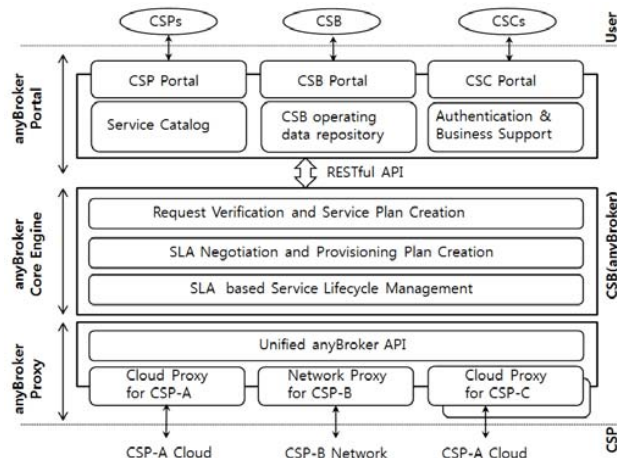 CSPs
CSB
CSCs
User
anyBroker
Portal
CSP Portal
CSB Portal
CSC Portal
Service Catalog
CSB operating
data repository
Authentication &
Business Support
RESTful API
anyBroker
Core Engine
Request Verification and Service Plan Creation
SLA Negotiation and Provisioning Plan Creation
SLA based Service Lifecycle Management
CSB(anyBroker)
anyBroker
Proxy
Unified anyBroker API
Cloud Proxy
for CSP-A
Network Proxy
for CSP-B
Cloud Proxy
for CSP-C
CSP-A Cloud
CSP-B Network
CSP-A Cloud
CSP